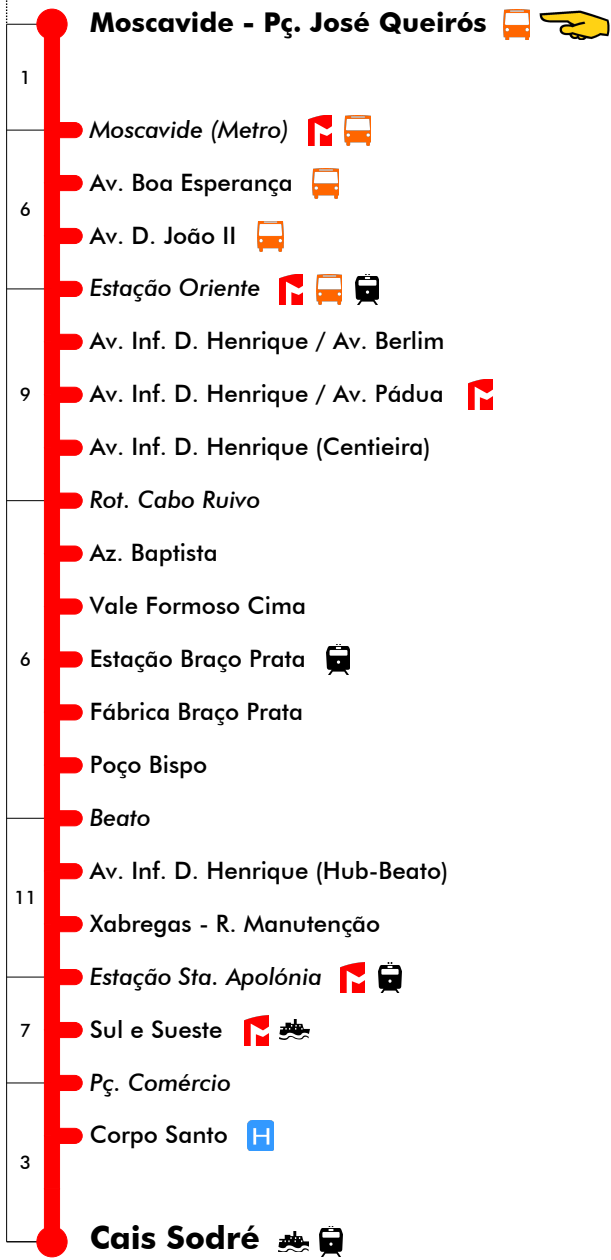 Moscavide - Pç. José Queirós
1
Moscavide (Metro)
Av. Boa Esperança
6
Av. D. João II
Estação Oriente
Av. Inf. D. Henrique / Av. Berlim
9
Av. Inf. D. Henrique / Av. Pádua
Av. Inf. D. Henrique (Centieira)
Rot. Cabo Ruivo
Az. Baptista
Vale Formoso Cima
6
Estação Braço Prata
Fábrica Braço Prata
Poço Bispo
Beato
Av. Inf. D. Henrique (Hub-Beato)
11
Xabregas - R. Manutenção
Estação Sta. Apolónia
7
Sul e Sueste
Pç. Comércio
Corpo Santo H
3
Cais Sodré